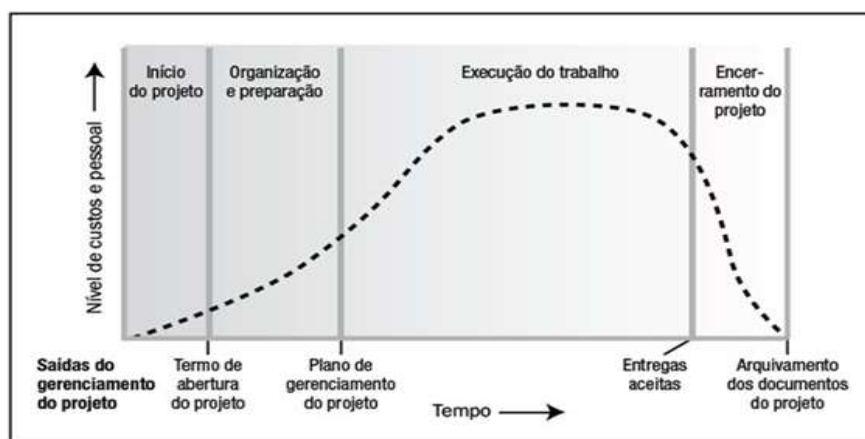 Início
do projeto
Organização
e preparação
Execução do trabalho
Encer-
ramento do
projeto
Nível de custos e pessoal
Saídas do
gerenciamento
do projeto
Termo de
abertura
do projeto
Plano de
gerenciamento
do projeto
Entregas
aceitas
Arquivamento
dos documentos
do projeto
Tempo